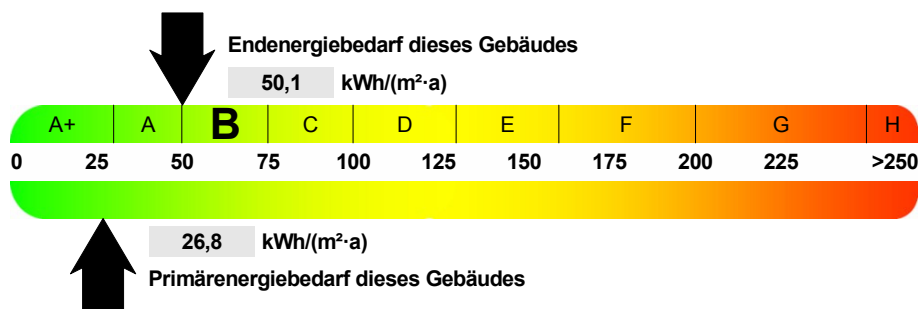 Endenergiebedarf dieses Gebäudes
50,1 kWh/(m²·a)
A+ A B C D E F G H
0 25 50 75 100 125 150 175 200 225 >250
26,8 kWh/(m²·a)
Primärenergiebedarf dieses Gebäudes